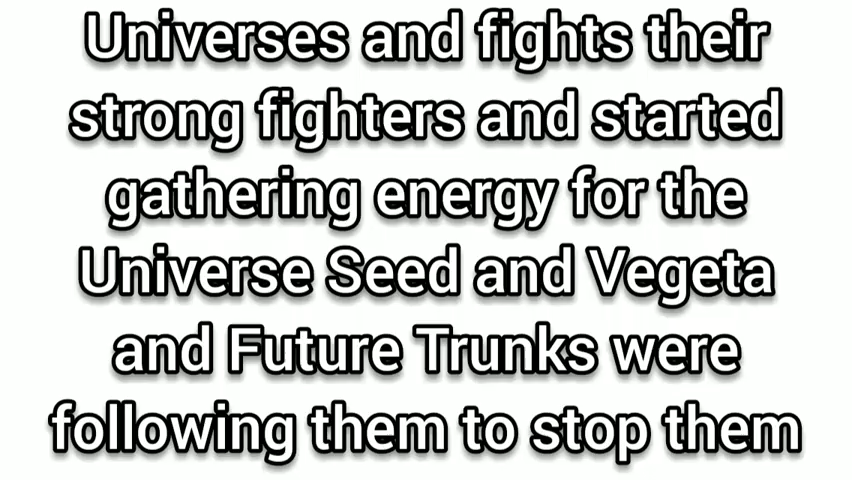 Universes and fights their
strong fighters and started
gathering energy for the
Universe Seed and Vegeta
and Future Trunks were
following them to stop them